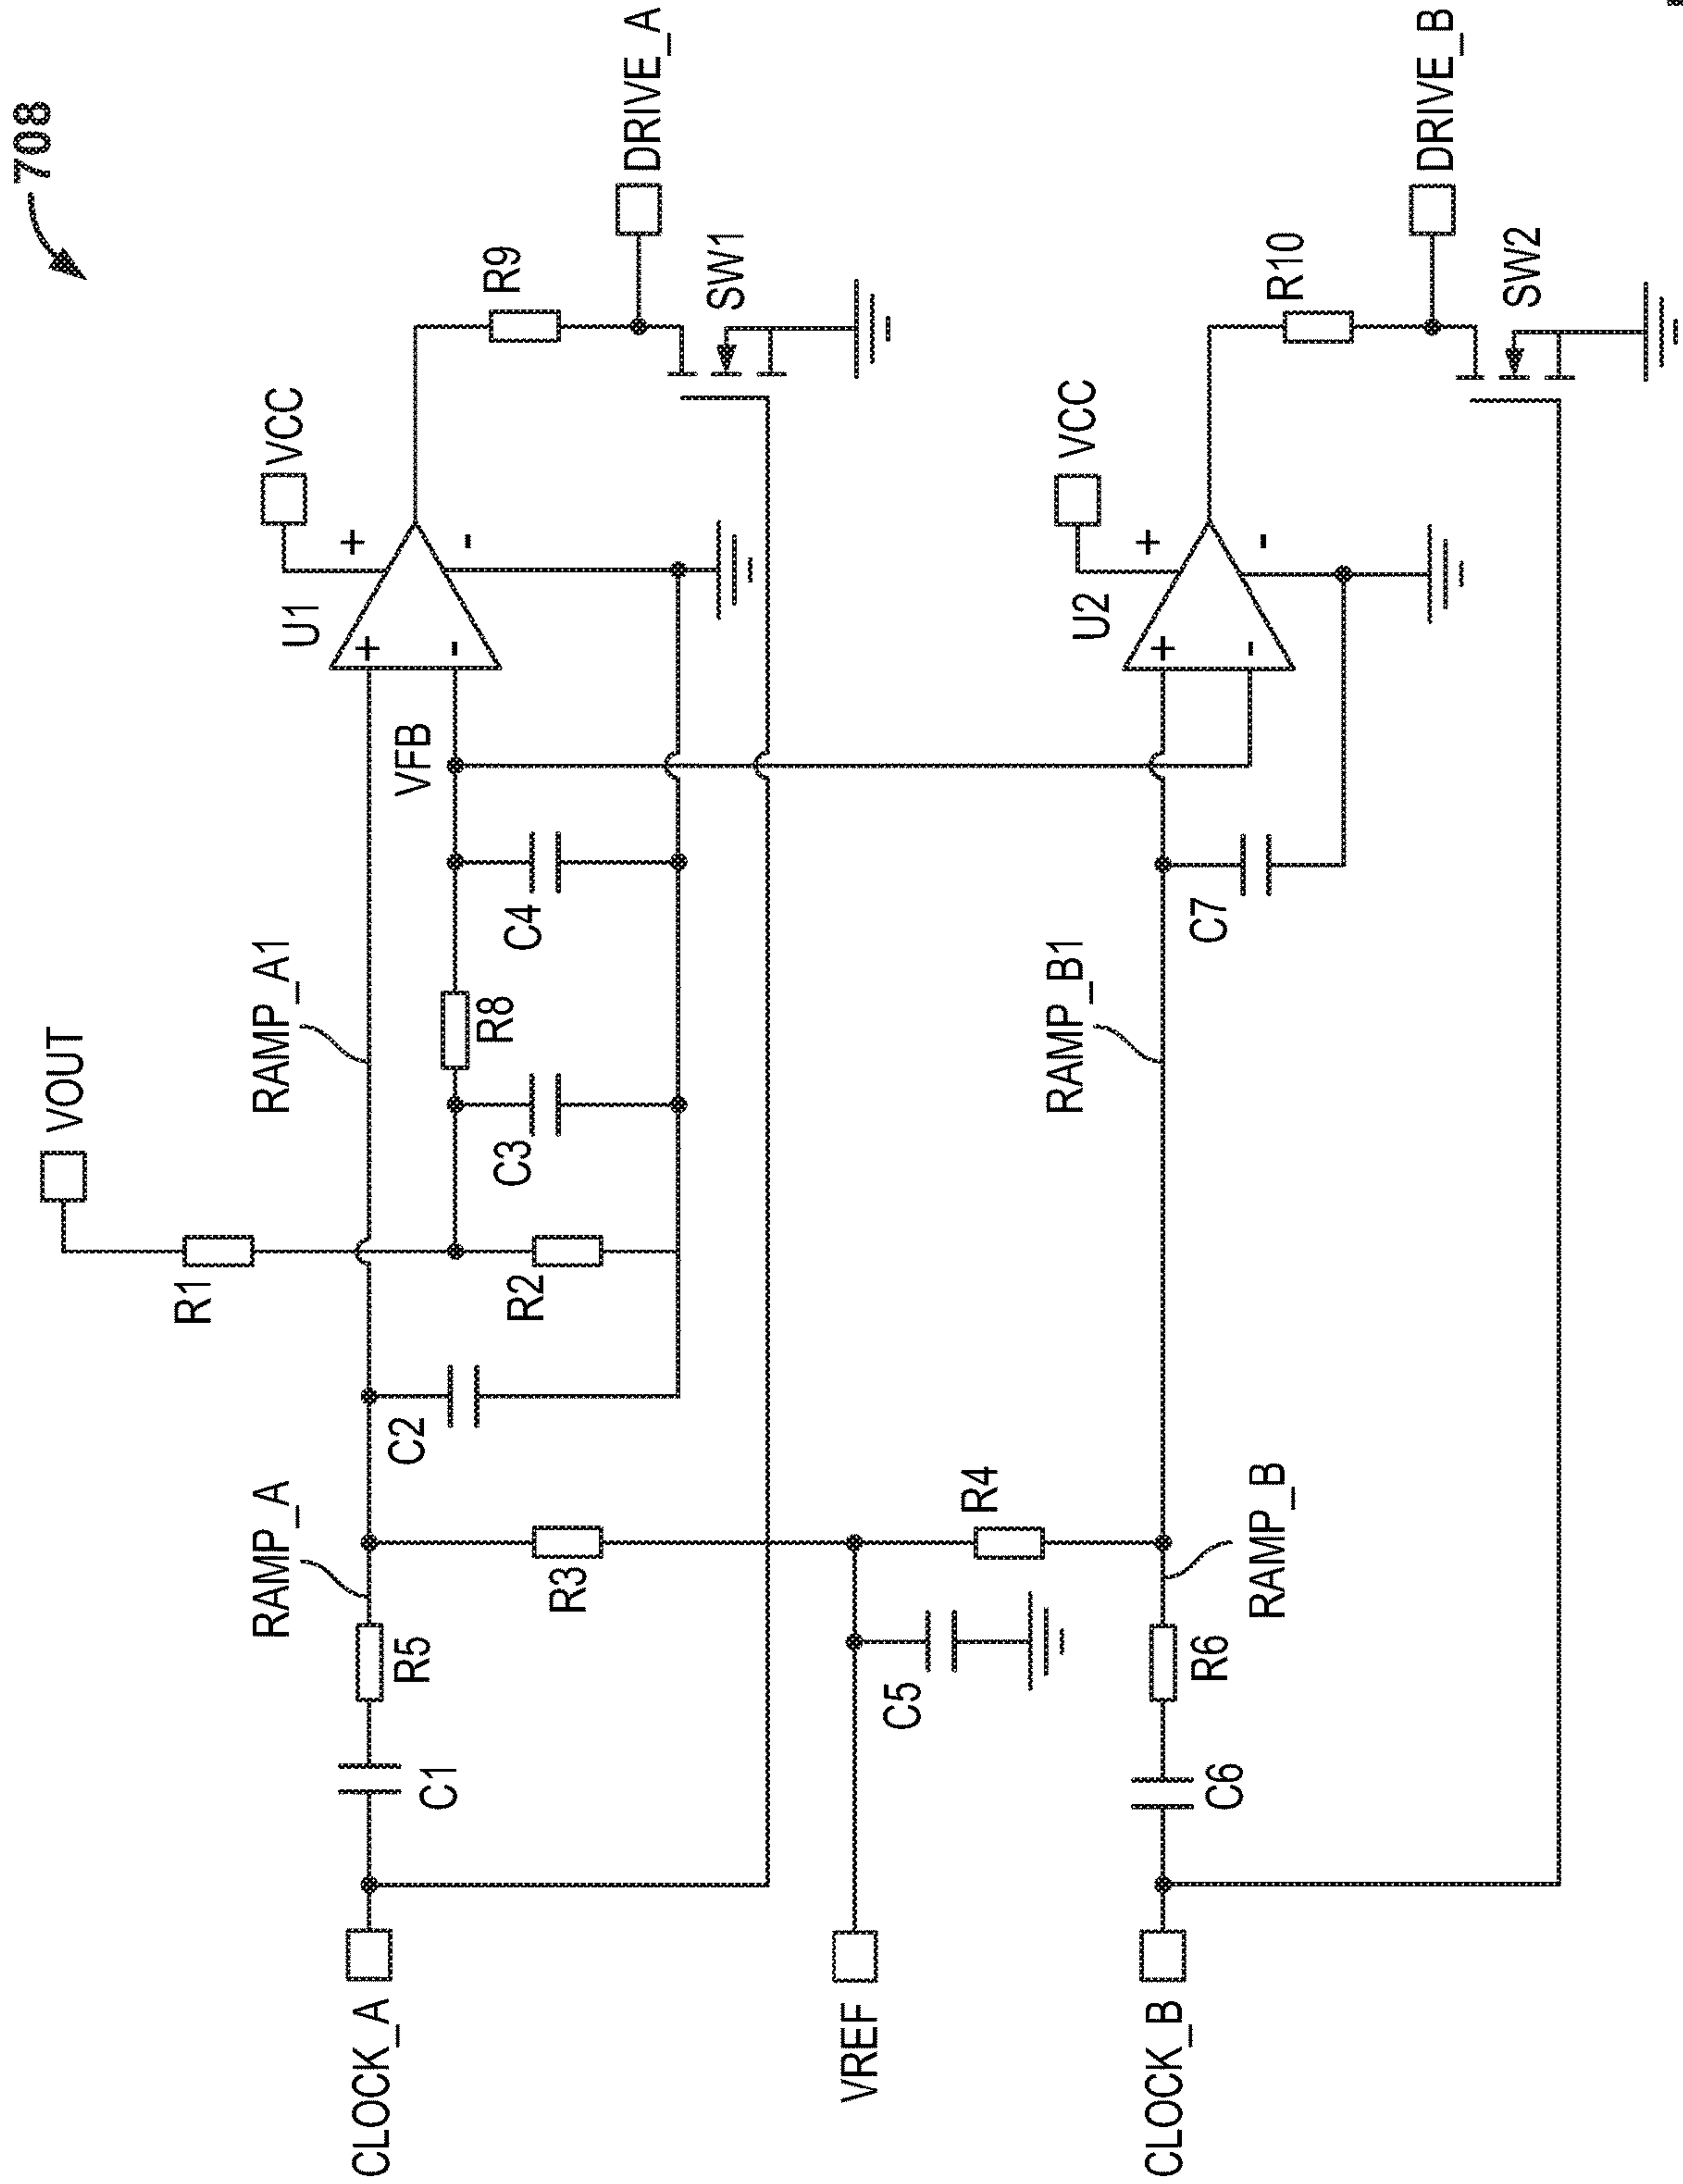 708
VOUT
R1
VCC
RAMP_A
RAMP_A1
U1
+
+
-
-
R9
DRIVE_A
VFB
CLOCK_A
C1
R5
C2
R2
C3
R8
C4
SW1
R3
VREF
C5
R4
VCC
RAMP_B1
U2
+
+
-
-
R10
DRIVE_B
CLOCK_B
C6
R6
RAMP_B
C7
SW2